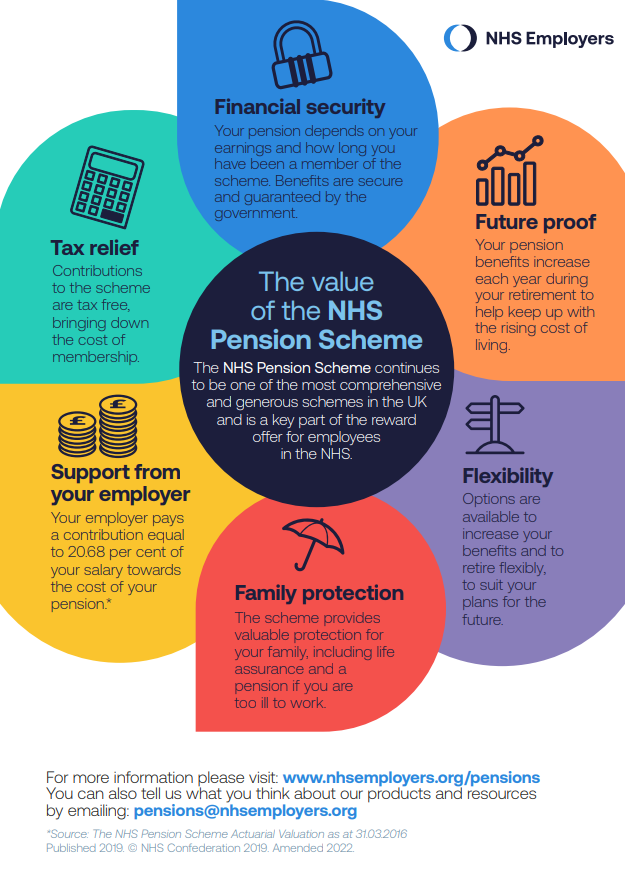 NHS Employers
Financial security
Your pension depends on your
earnings and how long you
have been a member of the
scheme. Benefits are secure
and guaranteed by the
government.
Future proof
Your pension
benefits increase
each year during
your retirement to
help keep up with
the rising cost of
living.
Tax relief
Contributions
to the scheme
are tax free,
bringing down
the cost of
membership.
The value
of the NHS
Pension Scheme
The NHS Pension Scheme continues
to be one of the most comprehensive
and generous schemes in the UK
and is a key part of the reward
offer for employees
in the NHS.
£
£
Support from
your employer
Your employer pays
a contribution equal
to 20.68 per cent of
your salary towards
the cost of your
pension.*
Flexibility
Options are
available to
increase your
benefits and to
retire flexibly,
to suit your
plans for the
future.
Family protection
The scheme provides
valuable protection for
your family, including life
assurance and a
pension if you are
too ill to work.
For more information please visit: www.nhsemployers.org/pensions
You can also tell us what you think about our products and resources
by emailing: pensions@nhsemployers.org
*Source: The NHS Pension Scheme Actuarial Valuation as at 31.03.2016
Published 2019. © NHS Confederation 2019. Amended 2022.